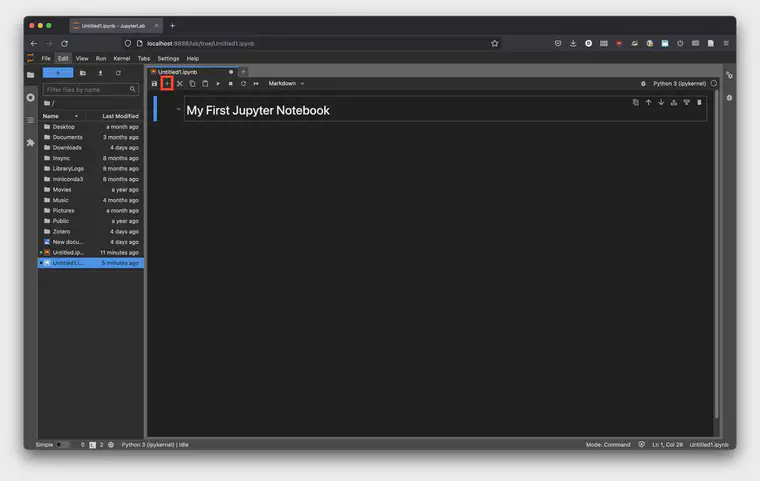 Untitled1.ipynb - JupyterLab
localhost:8888/lab/tree/Untitled1.ipynb
File Edit View Run Kernel Tabs Settings Help
Untitled1.ipynb
Markdown
Python 3 (ipykernel)
Filter files by name
/
Name Last Modified
Desktop a month ago
Documents 3 months ago
Downloads 4 days ago
Insync 8 months ago
LibraryLogs 8 months ago
miniconda3 8 months ago
Movies a year ago
Music 4 months ago
Pictures a month ago
Public a year ago
Zotero 4 days ago
New docu... 4 days ago
Untitled.ip... 11 minutes ago
Untitled1.i... 5 minutes ago
My First Jupyter Notebook
Simple 0 2 Python 3 (ipykernel) | Idle
Mode: Command Ln 1, Col 28 Untitled1.ipynb